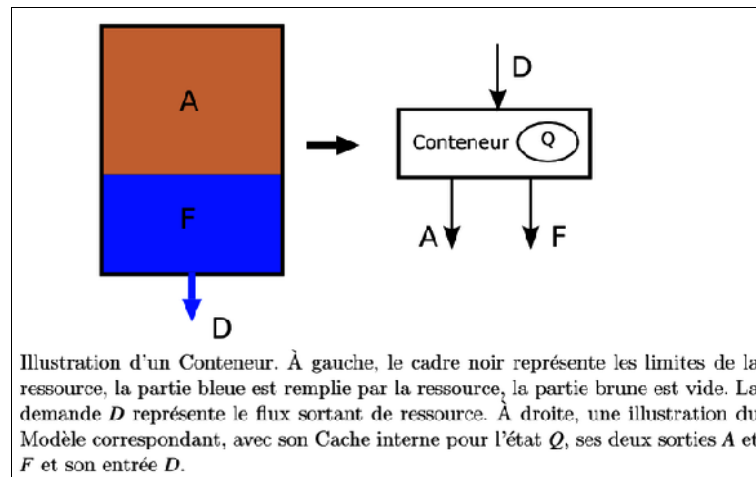 A
F
D
D
Conteneur
Q
A
F
Illustration d'un Conteneur. À gauche, le cadre noir représente les limites de la
ressource, la partie bleue est remplie par la ressource, la partie brune est vide. La
demande D représente le flux sortant de ressource. À droite, une illustration du
Modèle correspondant, avec son Cache interne pour l'état Q, ses deux sorties A et
F et son entrée D.